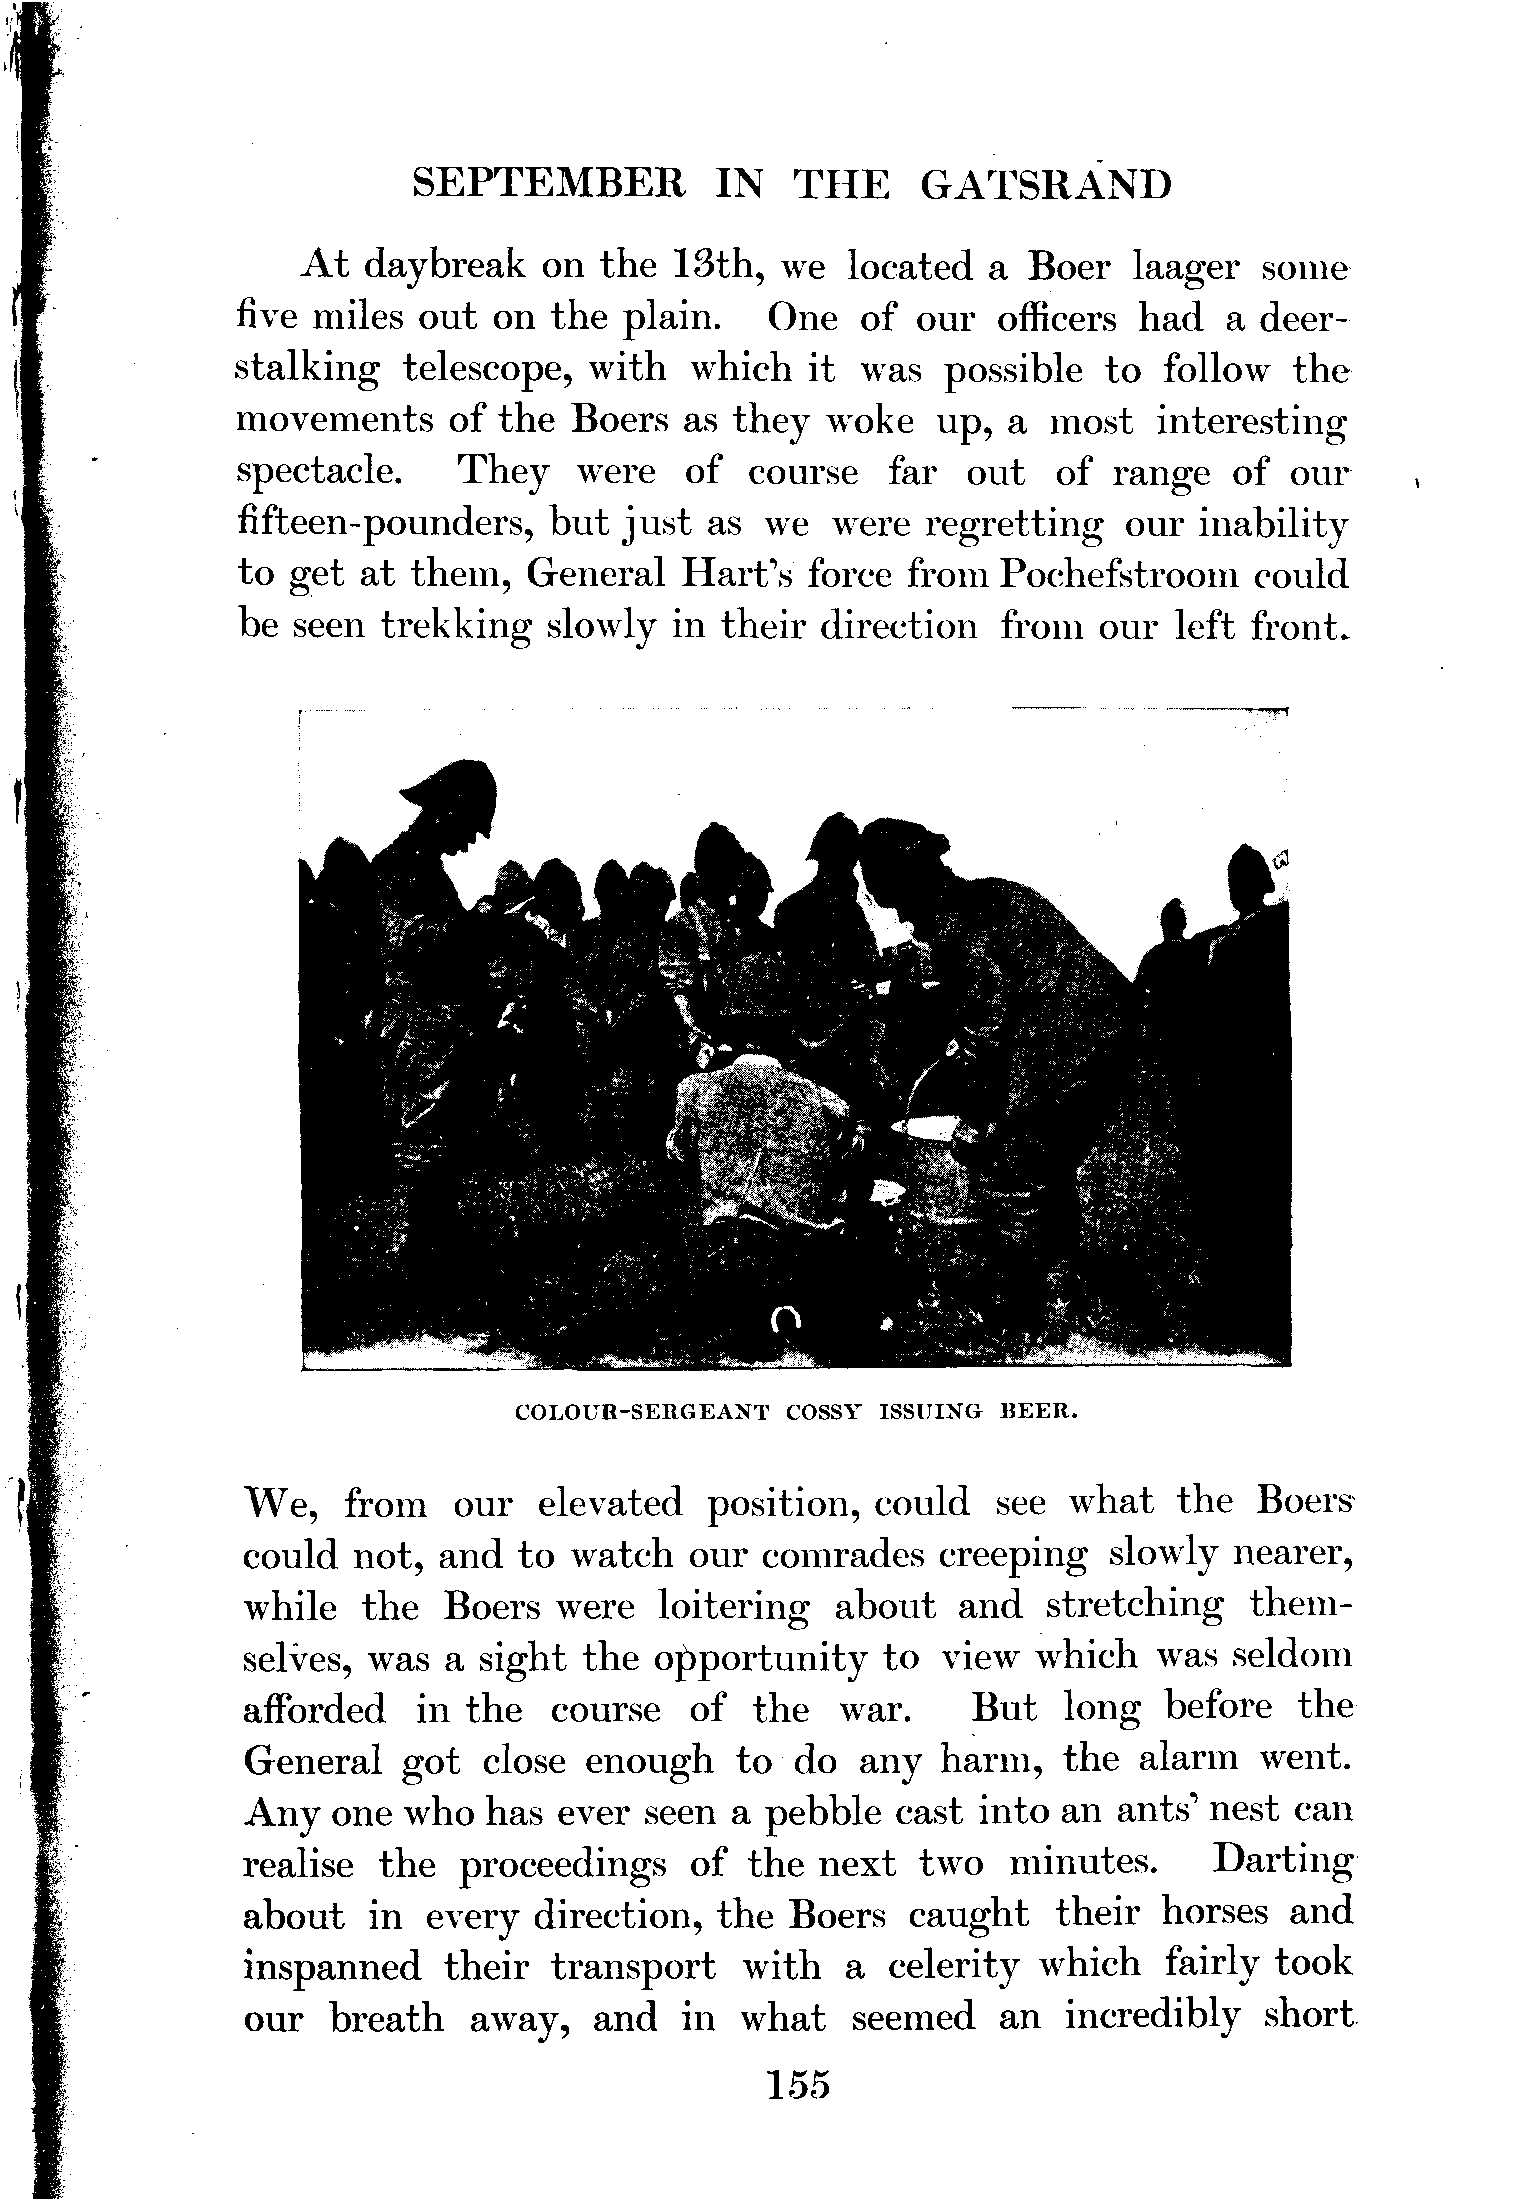 SEPTEMBER IN THE GATSRAND
At daybreak on the 13th, we located a Boer laager some
five miles out on the plain. One of our officers had a deer-
stalking telescope, with which it was possible to follow the
movements of the Boers as they woke up, a most interesting
spectacle. They were of course far out of range of our
fifteen-pounders, but just as we were regretting our inability
to get at them, General Hart's force from Pochefstroom could
be seen trekking slowly in their direction from our left front.
COLOUR-SERGEANT COSSY ISSUING BEER.
We, from our elevated position, could see what the Boers
could not, and to watch our comrades creeping slowly nearer,
while the Boers were loitering about and stretching them-
selves, was a sight the opportunity to view which was seldom
afforded in the course of the war. But long before the
General got close enough to do any harm, the alarm went.
Any one who has ever seen a pebble cast into an ants' nest can
realise the proceedings of the next two minutes. Darting
about in every direction, the Boers caught their horses and
inspanned their transport with a celerity which fairly took
our breath away, and in what seemed an incredibly short
155